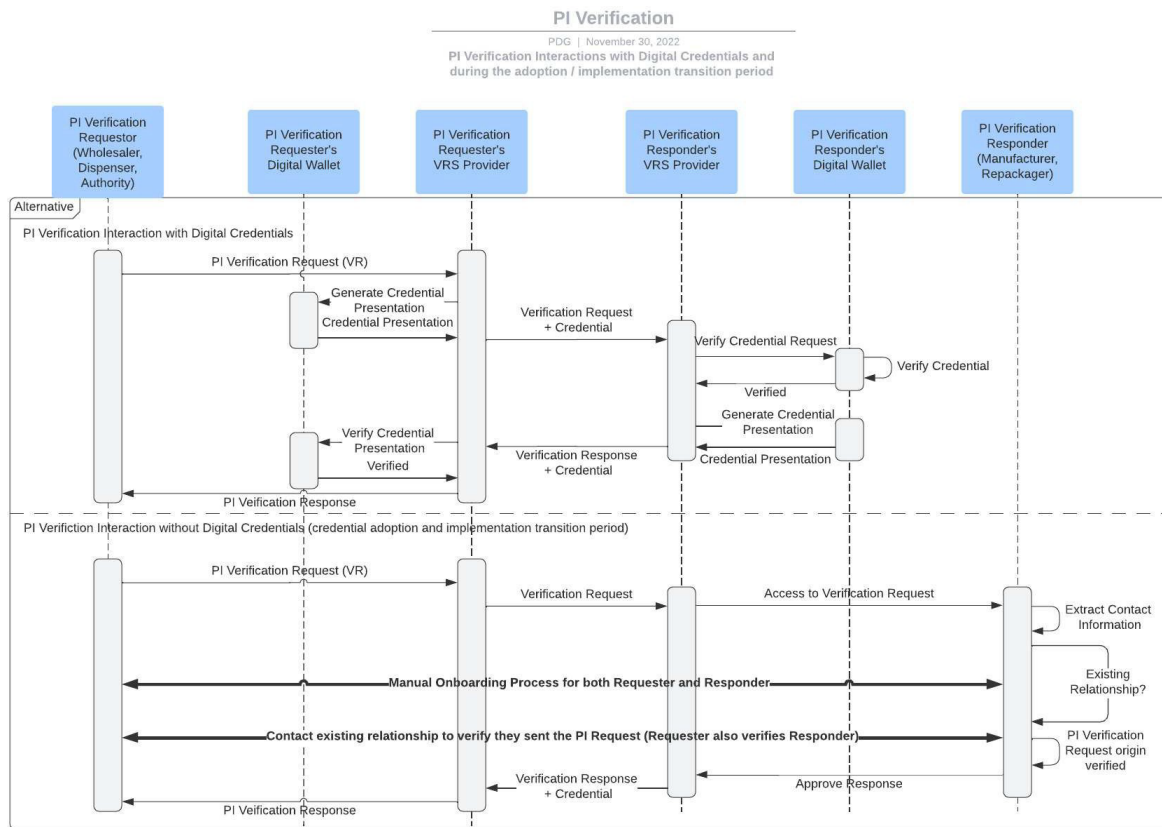 PI Verification
PDG | November 30, 2022
PI Verification Interactions with Digital Credentials and
during the adoption / implementation transition period
PI Verification
Requestor
(Wholesaler,
Dispenser,
Authority)
PI Verification
Requester's
Digital Wallet
PI Verification
Requester's
VRS Provider
PI Verification
Responder's
VRS Provider
PI Verification
Responder's
Digital Wallet
PI Verification
Responder
(Manufacturer,
Repackager)
Alternative
PI Verification Interaction with Digital Credentials
PI Verification Request (VR)
Generate Credential
Presentation
Credential Presentation
Verification Request
+ Credential
Verify Credential Request
Verify Credential
Verified
Generate Credential
Presentation
Credential Presentation
Verification Response
+ Credential
Verify Credential
Presentation
Verified
PI Veification Response
PI Verifiction Interaction without Digital Credentials (credential adoption and implementation transition period)
PI Verification Request (VR)
Verification Request
Access to Verification Request
Extract Contact
Information
Existing
Relationship?
Manual Onboarding Process for both Requester and Responder
Contact existing relationship to verify they sent the PI Request (Requester also verifies Responder)
PI Verification
Request origin
verified
Approve Response
Verification Response
+ Credential
PI Veification Response